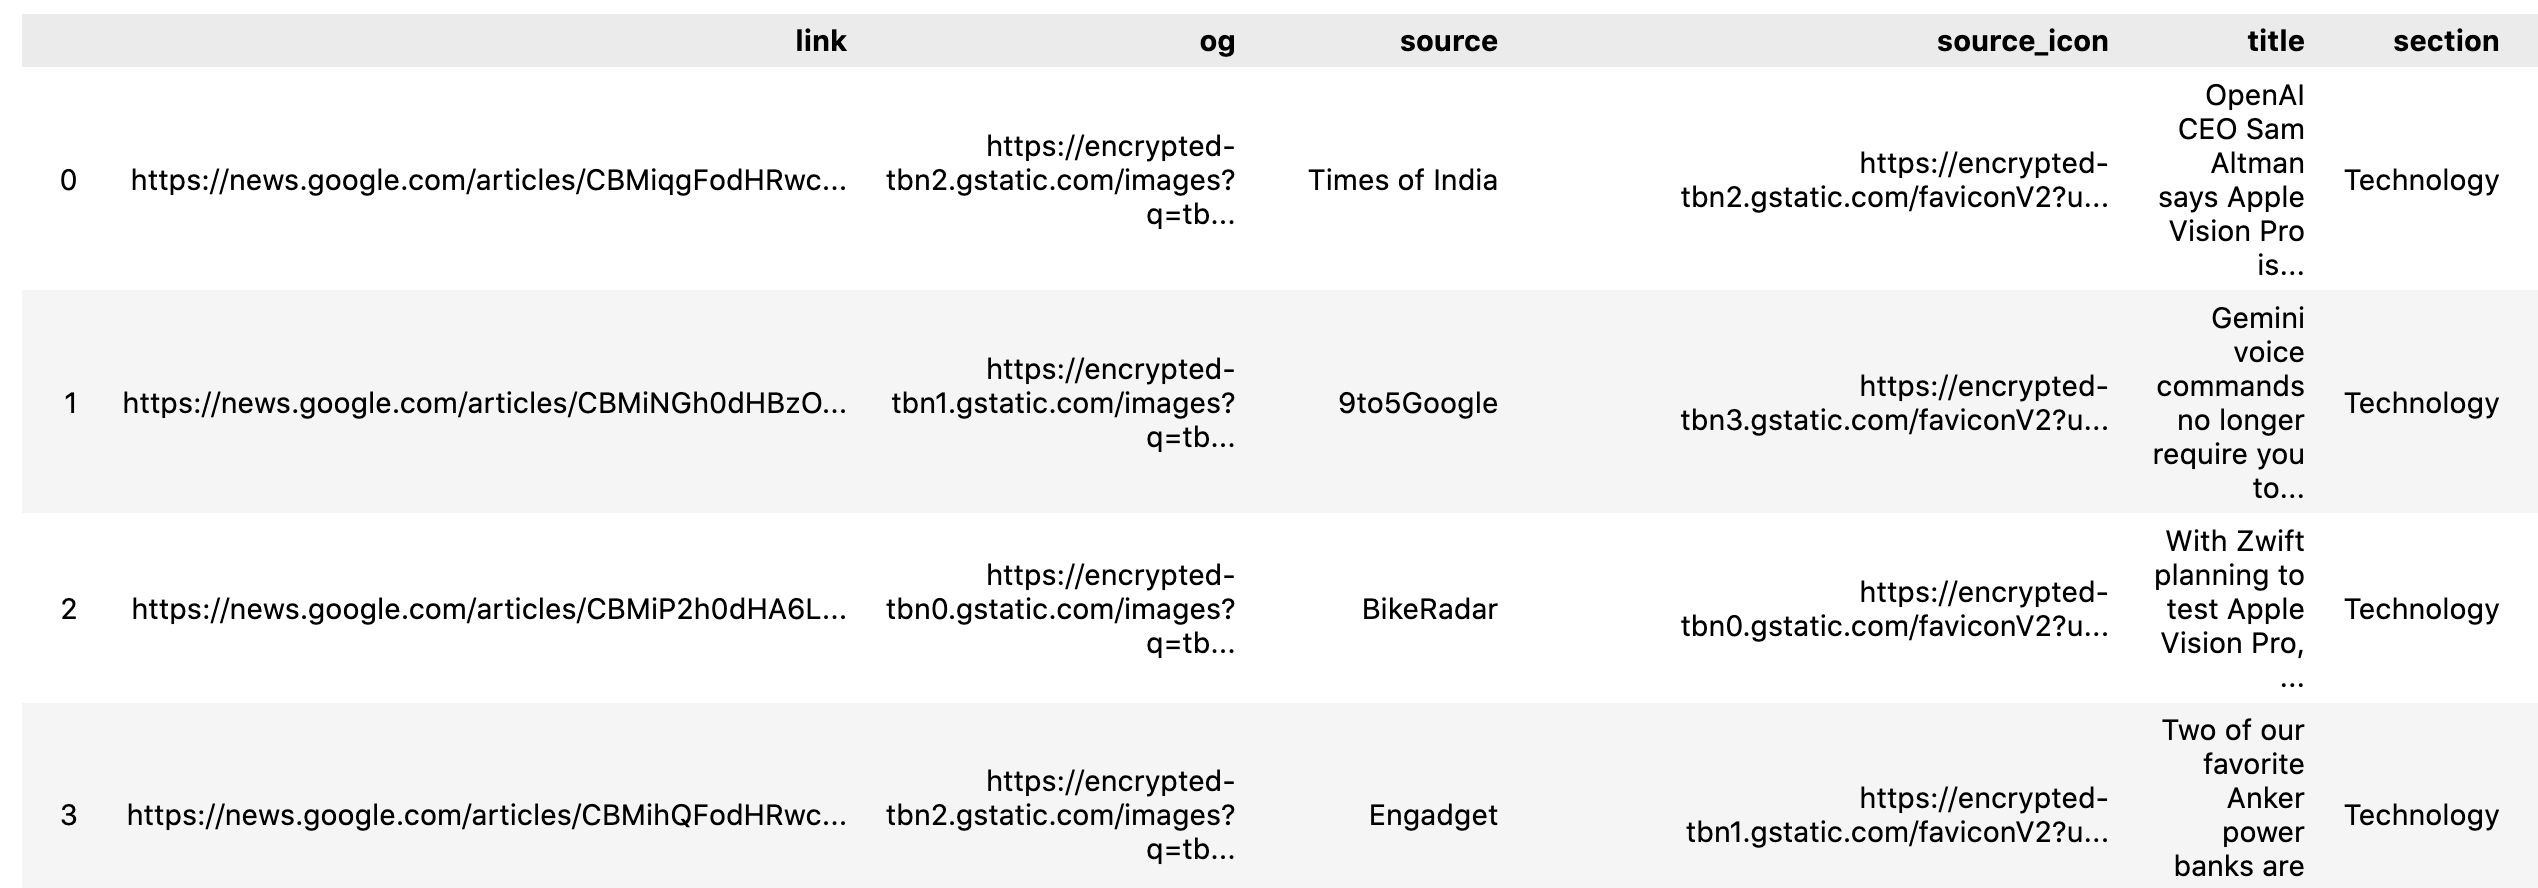 link og source source_icon title section
0 https://news.google.com/articles/CBMiqgFodHRwc... https://encrypted-
tbn2.gstatic.com/images?
q=tb... Times of India https://encrypted-
tbn2.gstatic.com/faviconV2?u... OpenAI
CEO Sam
Altman
says Apple
Vision Pro
is... Technology
1 https://news.google.com/articles/CBMiNGh0dHBzO... https://encrypted-
tbn1.gstatic.com/images?
q=tb... 9to5Google https://encrypted-
tbn3.gstatic.com/faviconV2?u... Gemini
voice
commands
no longer
require you
to... Technology
2 https://news.google.com/articles/CBMiP2h0dHA6L... https://encrypted-
tbn0.gstatic.com/images?
q=tb... BikeRadar https://encrypted-
tbn0.gstatic.com/faviconV2?u... With Zwift
planning to
test Apple
Vision Pro,
... Technology
3 https://news.google.com/articles/CBMihQFodHRwc... https://encrypted-
tbn2.gstatic.com/images?
q=tb... Engadget https://encrypted-
tbn1.gstatic.com/faviconV2?u... Two of our
favorite
Anker
power
banks are Technology